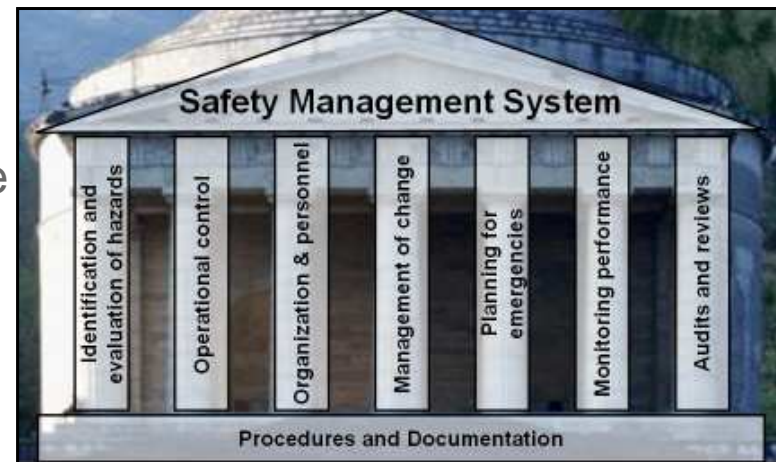 Safety Management System
e
Identification and
evaluation of hazards
Operational control
Organization & personnel
Management of change
Planning for
emergencies
Monitoring performance
Audits and reviews
Procedures and Documentation